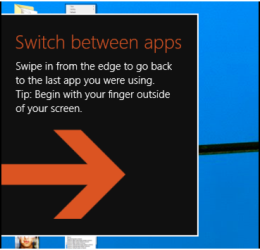 Switch between apps
Swipe in from the edge to go back
to the last app you were using.
Tip: Begin with your finger outside
of your screen.